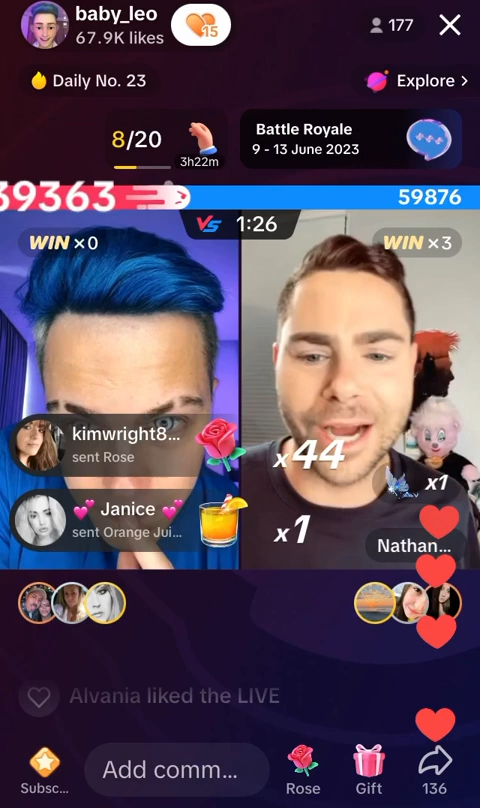 baby_leo
67.9K likes
15
177
Daily No. 23
Explore >
8/20
3h22m
Battle Royale
9 - 13 June 2023
39363
59876
VS 1:26
WIN ×0
WIN ×3
kimwright8...
sent Rose
x44
💕 Janice 💕
sent Orange Jui...
x1
x1
Nathan...
Alvania liked the LIVE
Subsc...
Add comm...
Rose
Gift
136